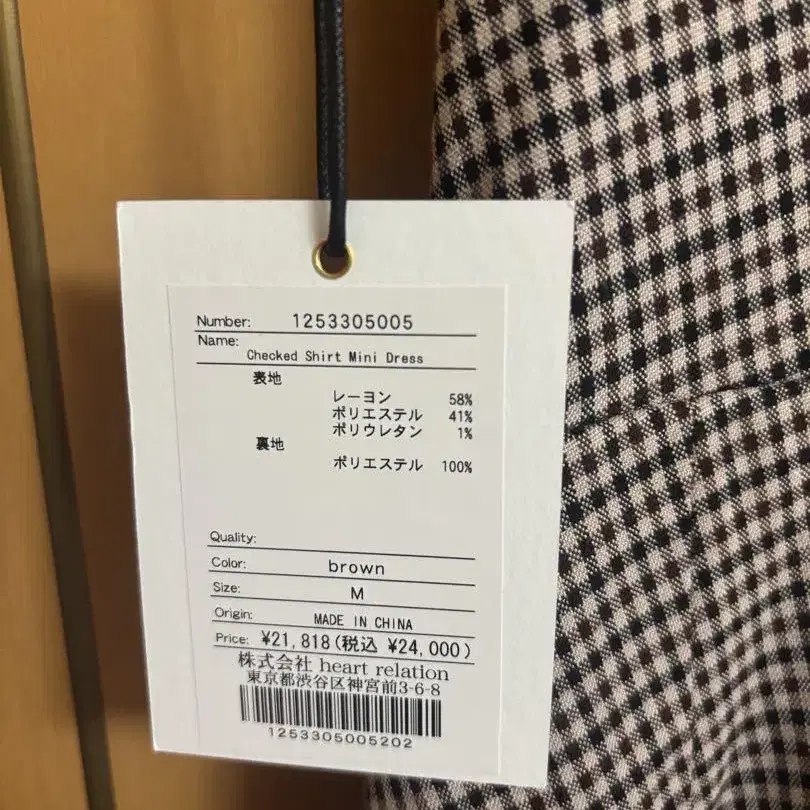 Number: 1253305005
Name:
Checked Shirt Mini Dress
表地
レーヨン 58%
ポリエステル 41%
ポリウレタン 1%
裏地
ポリエステル 100%
Quality:
Color: brown
Size: M
Origin: MADE IN CHINA
Price: ¥21,818(税込 ¥24,000)
株式会社 heart relation
東京都渋谷区神宮前3-6-8
1253305005202